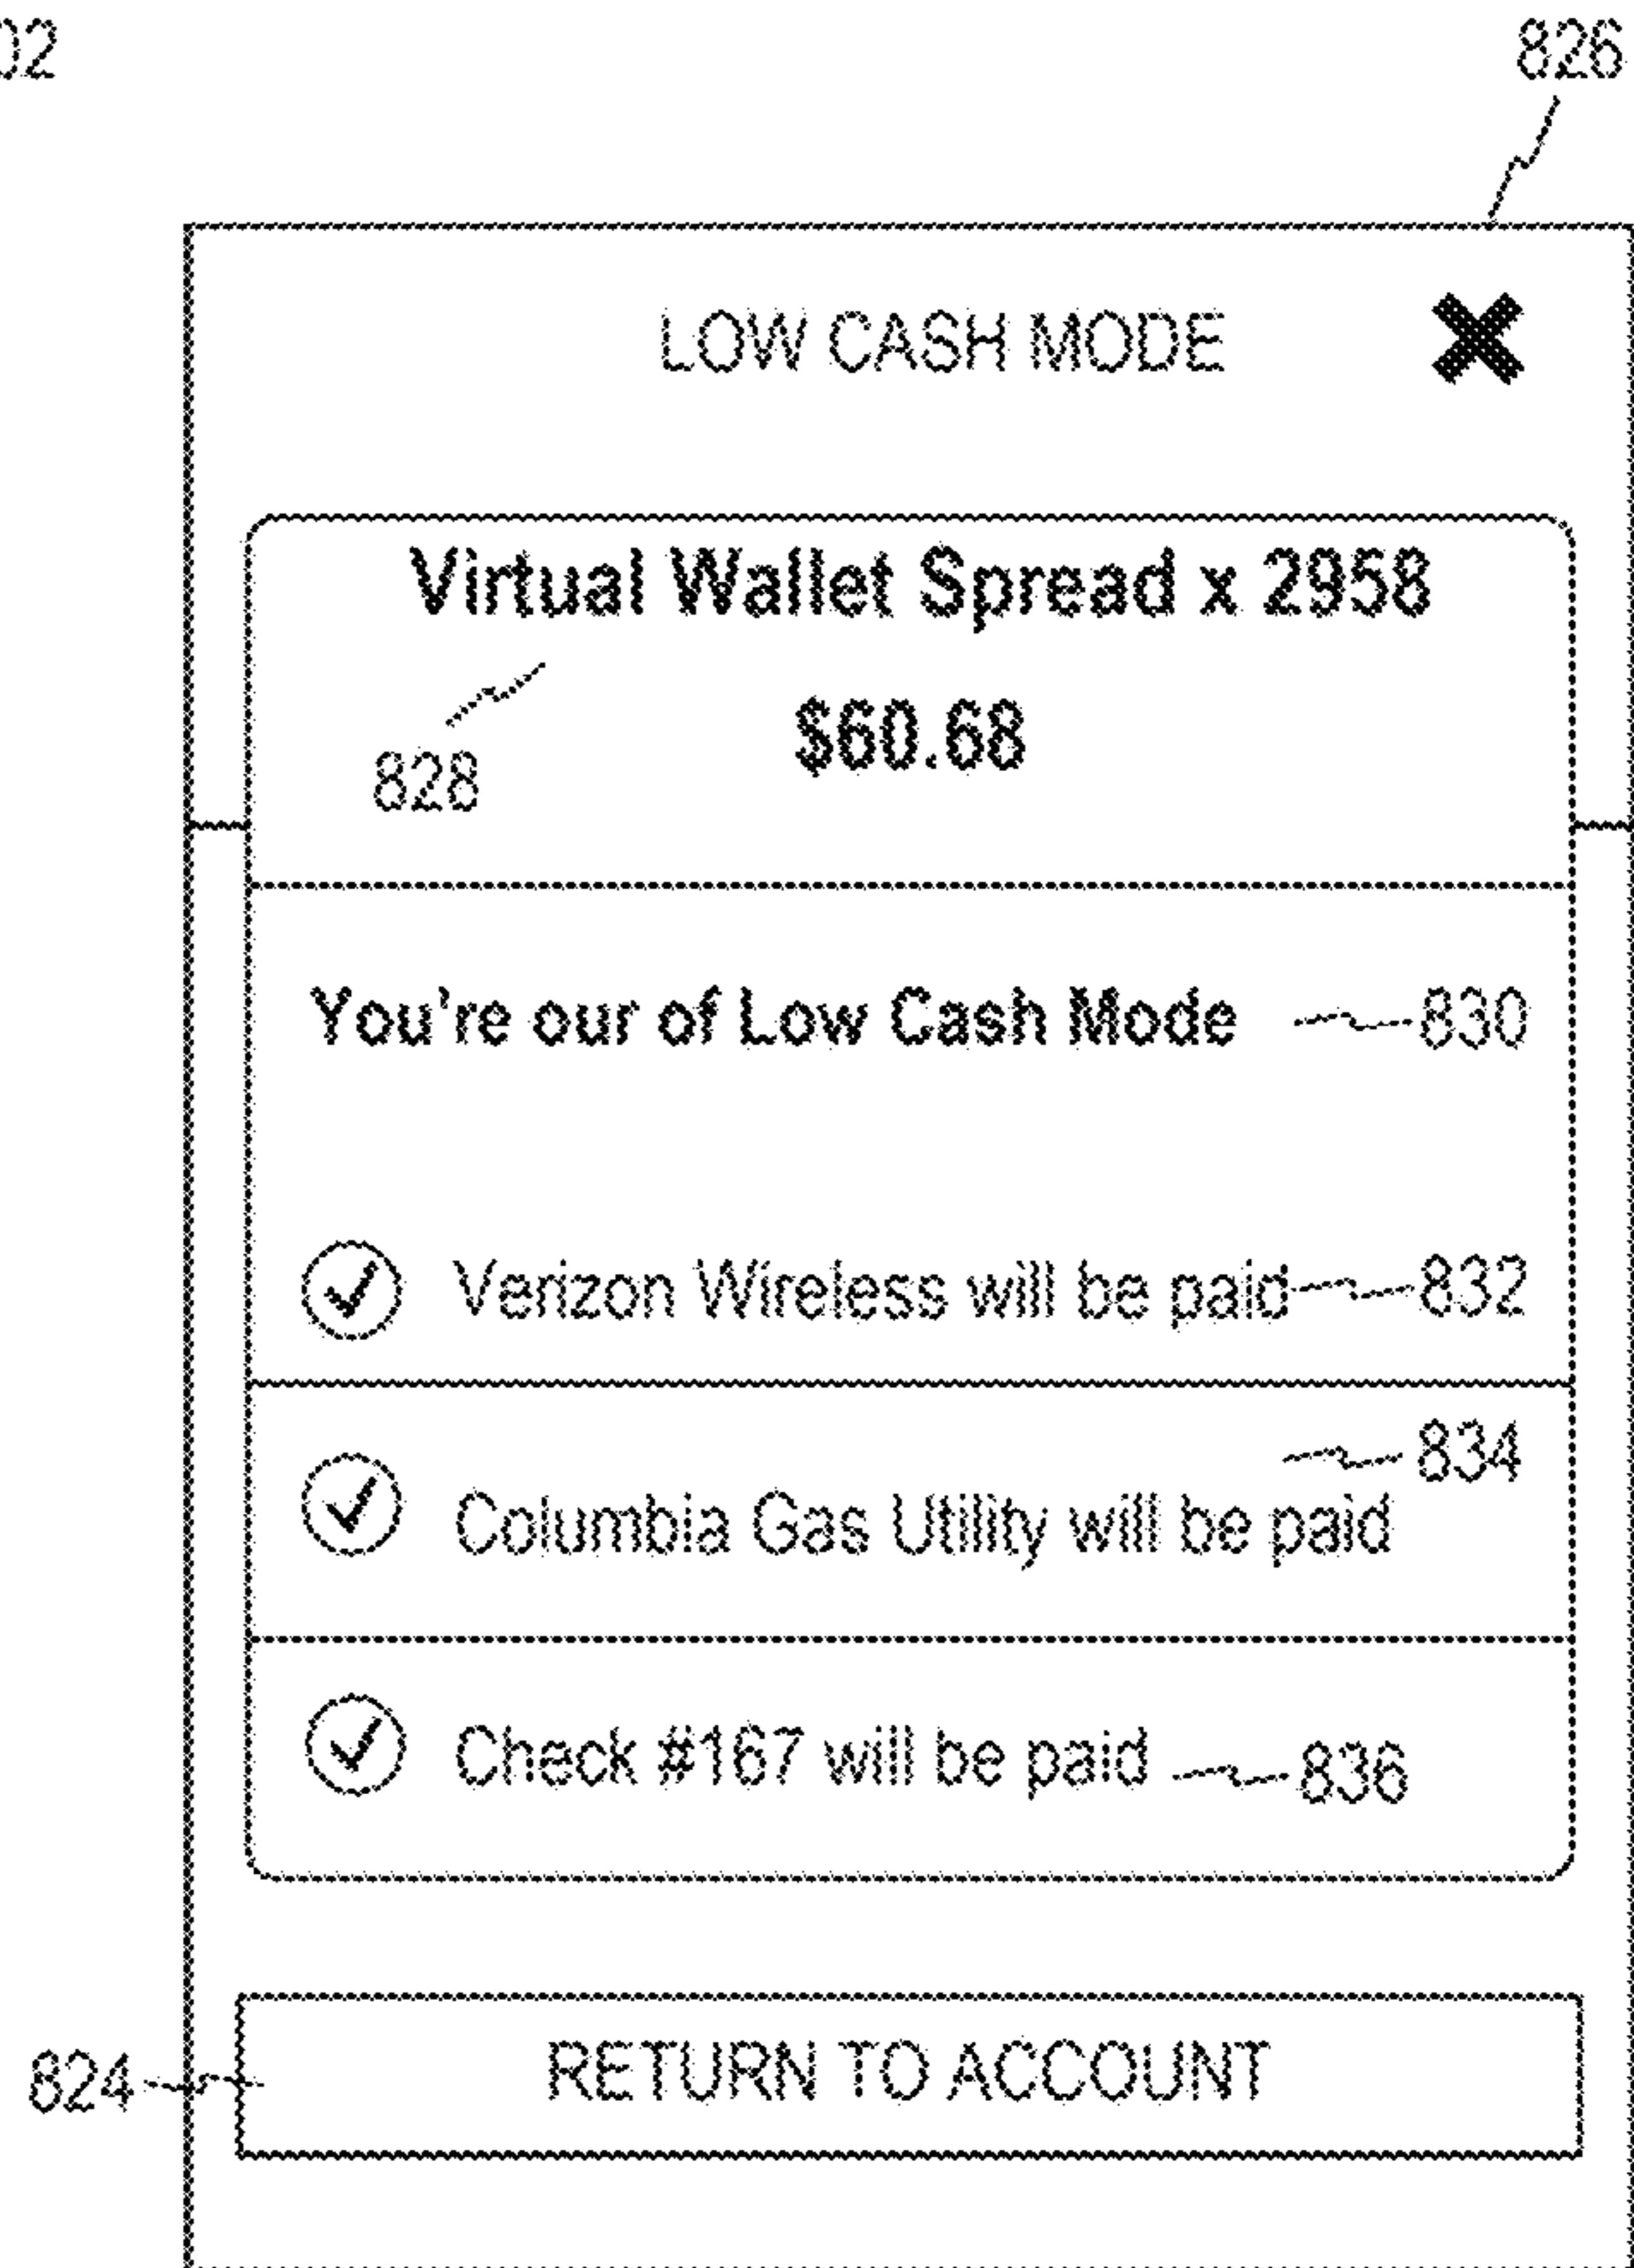 02
826
LOW CASH MODE
Virtual Wallet Spread x 2958
$60.68
828
You're our of Low Cash Mode 830
Verizon Wireless will be paid 832
834
Columbia Gas Utility will be paid
Check #167 will be paid 836
824 RETURN TO ACCOUNT